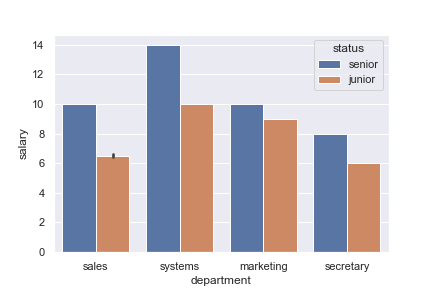 status
senior
junior
14
12
10
8
6
4
2
0
salary
sales systems marketing secretary
department